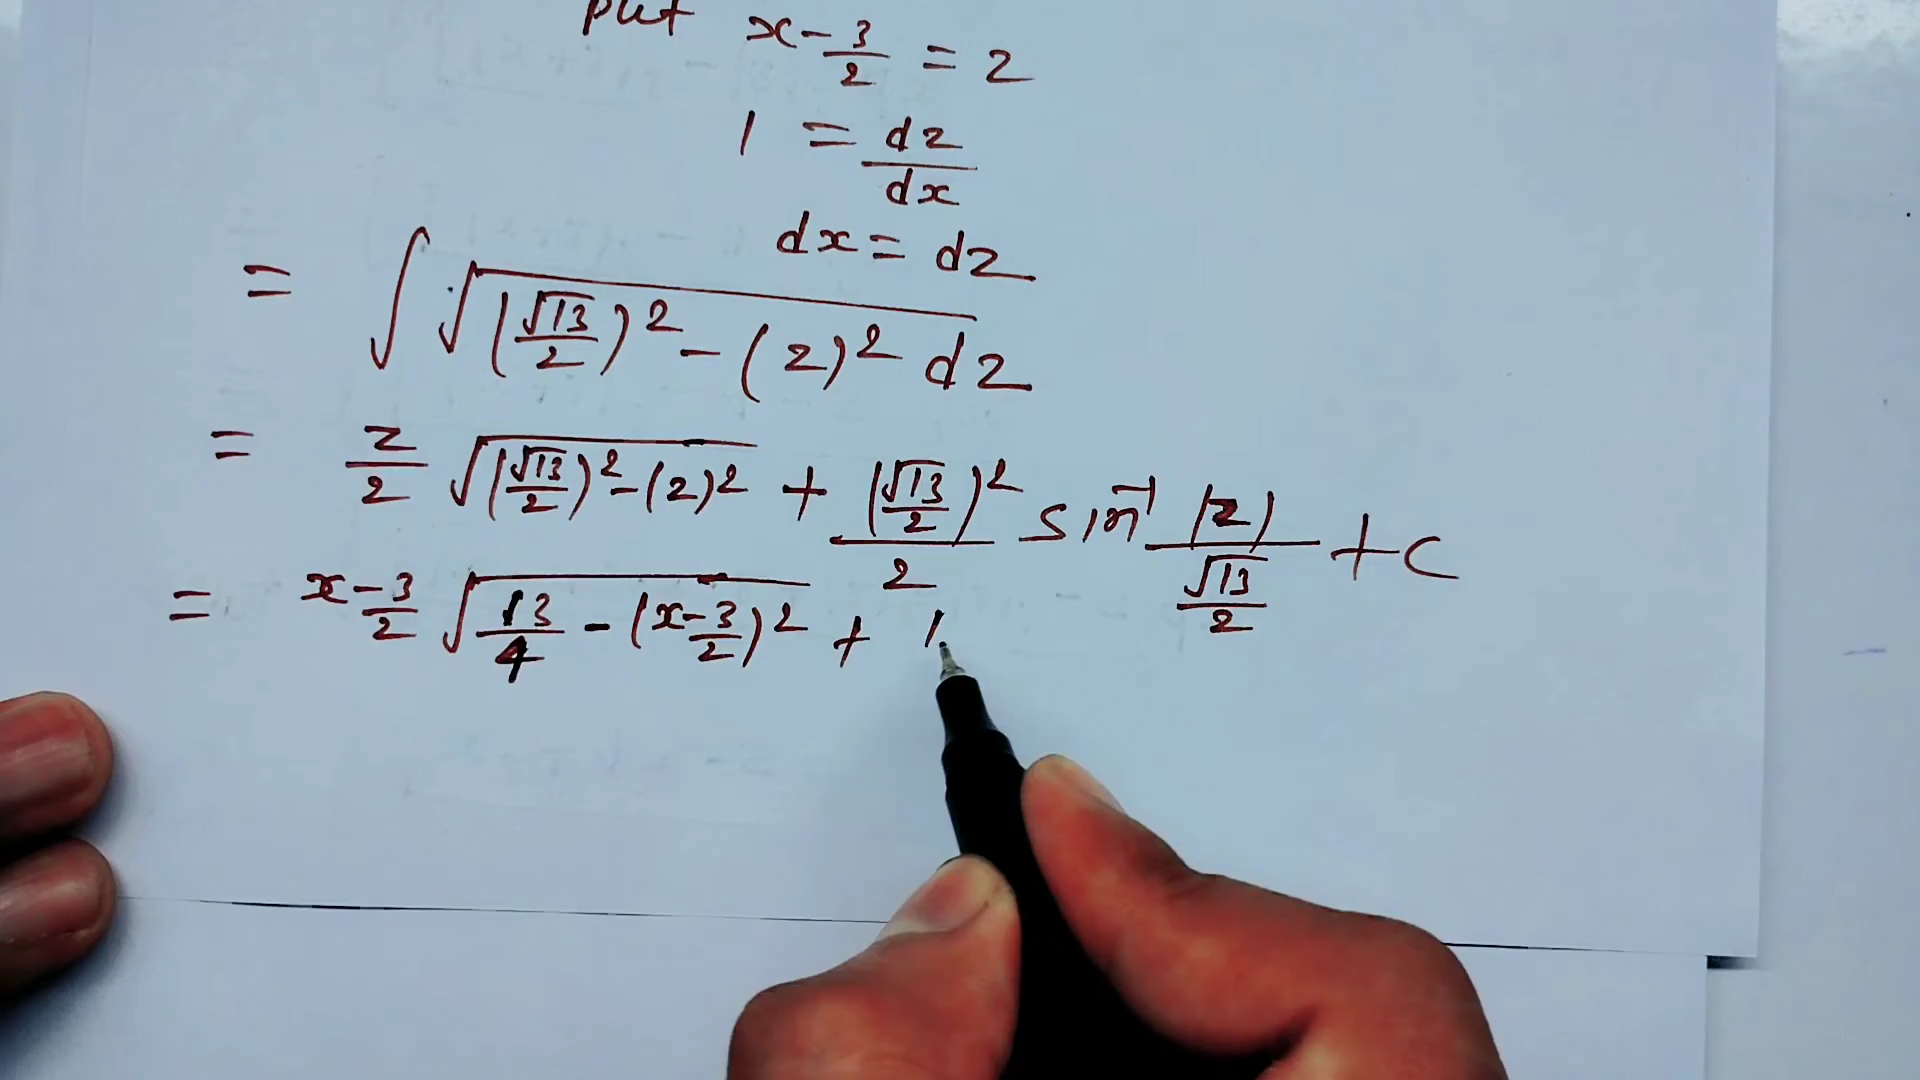 put x - 3/2 = z
1 = dz/dx
dx = dz
= ∫ √((√13/2)² - (z)²) dz
= z/2 √((√13/2)² - (z)²) + (√13/2)²/2 sin⁻¹ (z)/(√13/2) + c
= x - 3/2 √(13/4 - (x - 3/2)²) + 1